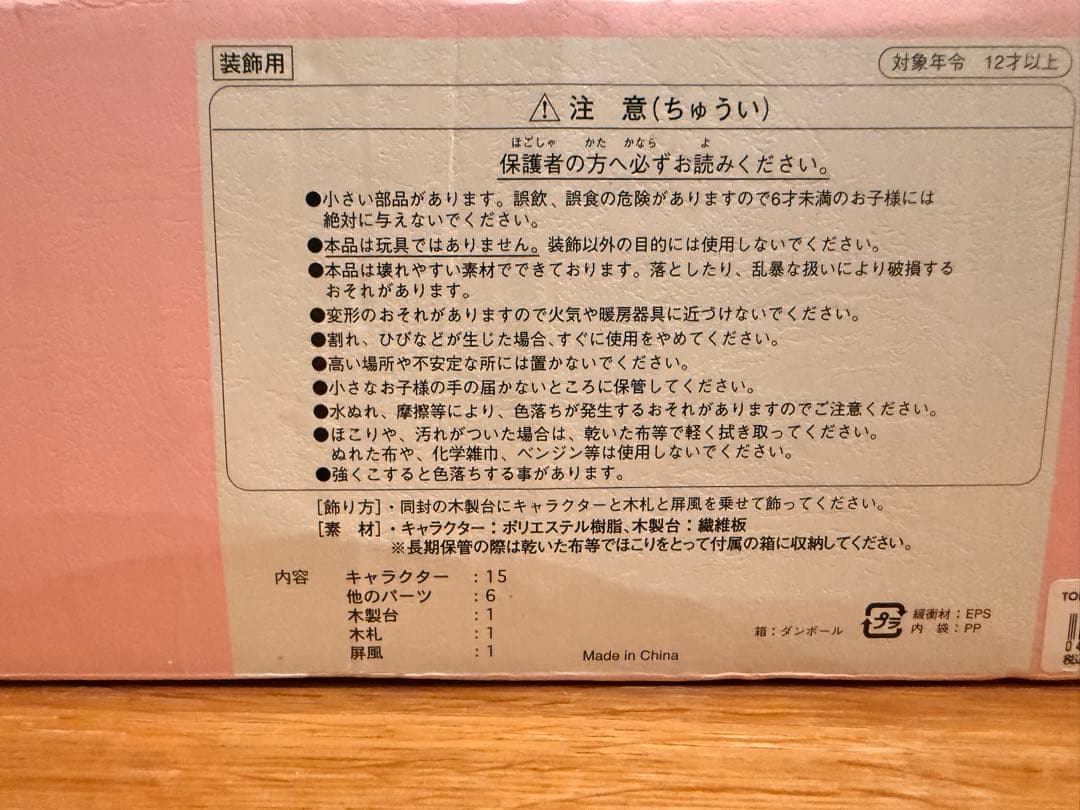 装飾用
対象年令 12才以上
⚠注 意(ちゅうい)
ほごしゃ かた かなら よ
保護者の方へ必ずお読みください。
●小さい部品があります。誤飲、誤食の危険がありますので6才未満のお子様には
絶対に与えないでください。
●本品は玩具ではありません。装飾以外の目的には使用しないでください。
●本品は壊れやすい素材でできております。落としたり、乱暴な扱いにより破損する
おそれがあります。
●変形のおそれがありますので火気や暖房器具に近づけないでください。
●割れ、ひびなどが生じた場合、すぐに使用をやめてください。
●高い場所や不安定な所には置かないでください。
●小さなお子様の手の届かないところに保管してください。
●水ぬれ、摩擦等により、色落ちが発生するおそれがありますのでご注意ください。
●ほこりや、汚れがついた場合は、乾いた布等で軽く拭き取ってください。
ぬれた布や、化学雑巾、ベンジン等は使用しないでください。
●強くこすると色落ちする事があります。
[飾り方]・同封の木製台にキャラクターと木札と屏風を乗せて飾ってください。
[素 材]・キャラクター：ポリエステル樹脂、木製台：繊維板
※長期保管の際は乾いた布等でほこりをとって付属の箱に収納してください。
内容 キャラクター ：15
他のパーツ ：6
木製台 ：1
木札 ：1
屏風 ：1
Made in China
箱：ダンボール
プラ
緩衝材：EPS
内 袋：PP